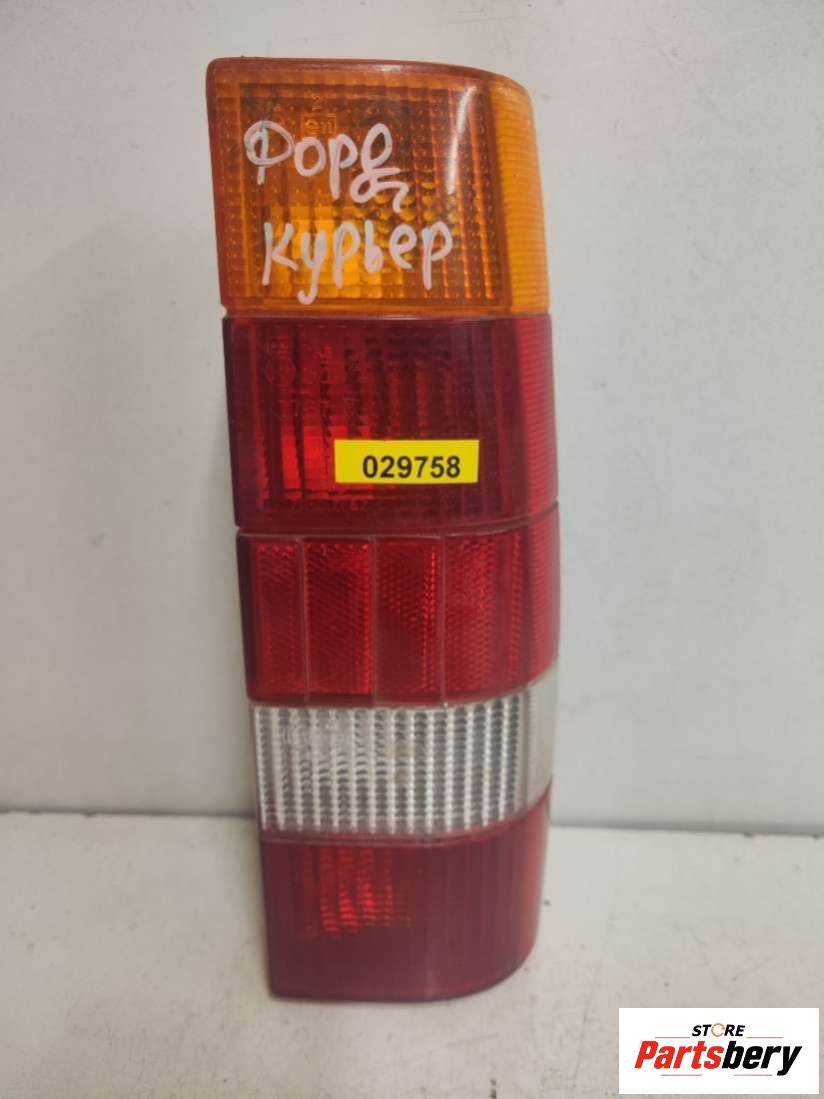 Форд
Курьер
029758
STORE
Partsbery